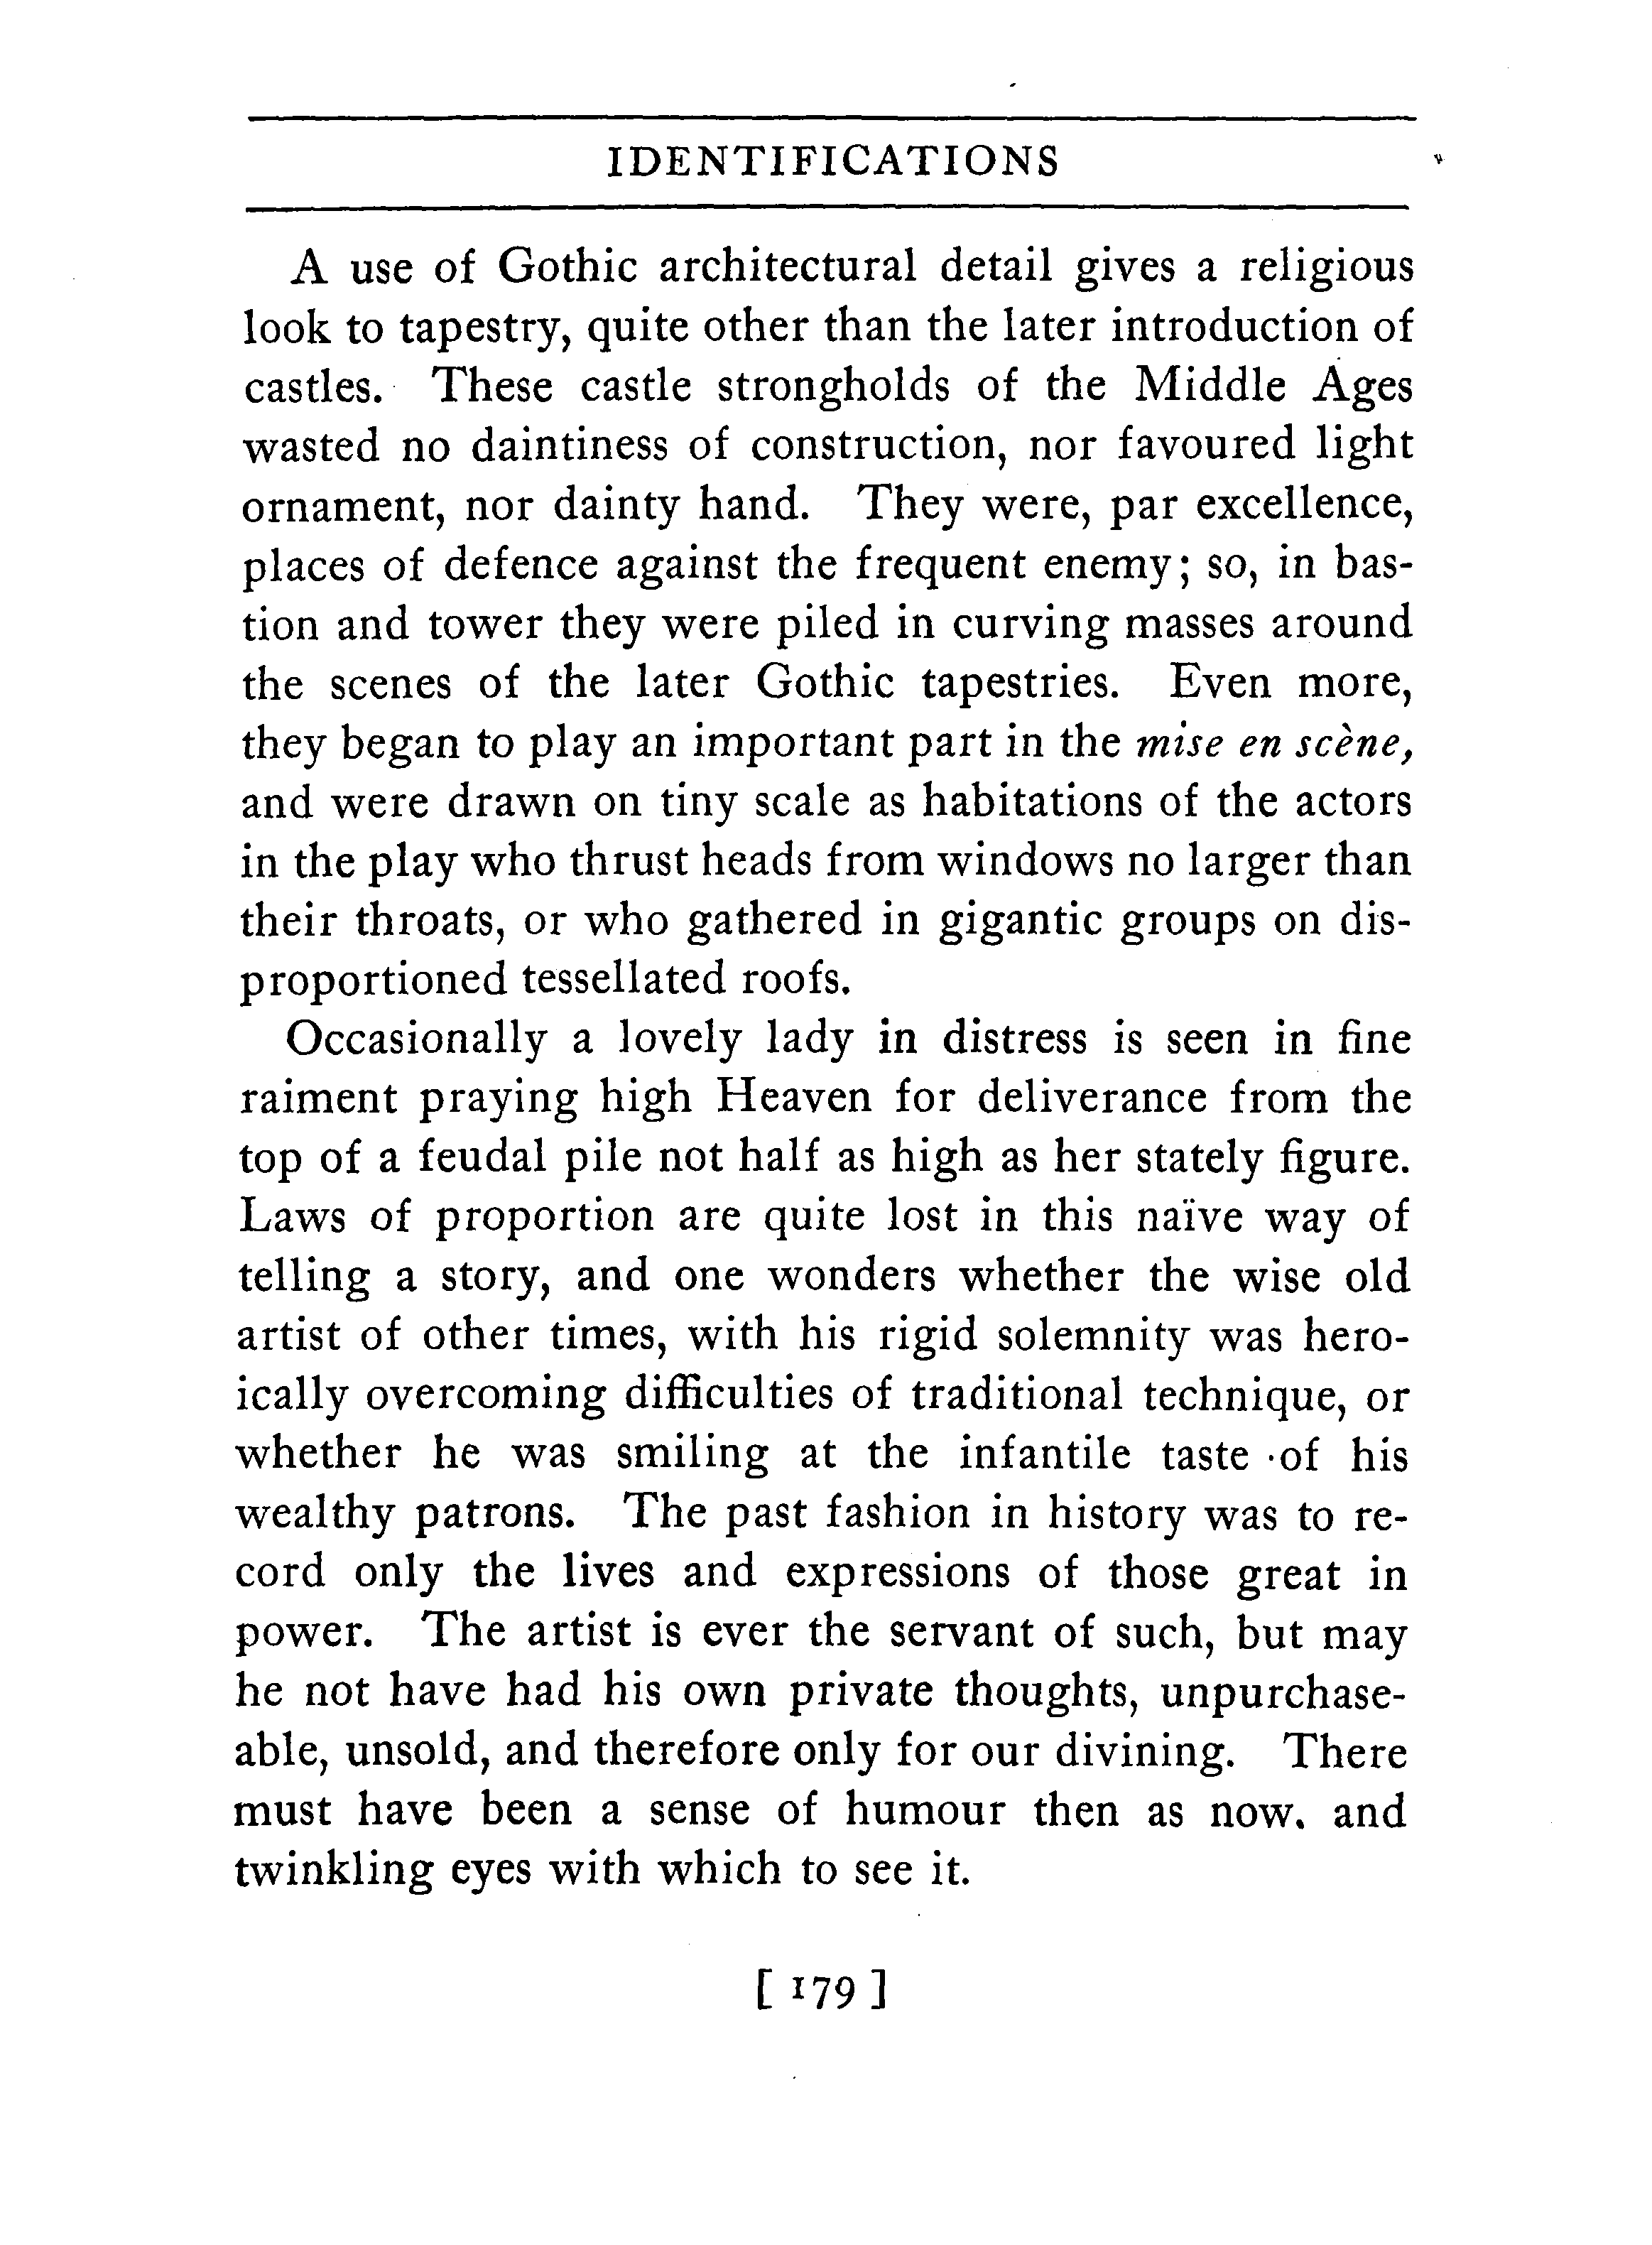 IDENTIFICATIONS
A use of Gothic architectural detail gives a religious
look to tapestry, quite other than the later introduction of
castles. These castle strongholds of the Middle Ages
wasted no daintiness of construction, nor favoured light
ornament, nor dainty hand. They were, par excellence,
places of defence against the frequent enemy; so, in bas-
tion and tower they were piled in curving masses around
the scenes of the later Gothic tapestries. Even more,
they began to play an important part in the mise en scène,
and were drawn on tiny scale as habitations of the actors
in the play who thrust heads from windows no larger than
their throats, or who gathered in gigantic groups on dis-
proportioned tessellated roofs.
Occasionally a lovely lady in distress is seen in fine
raiment praying high Heaven for deliverance from the
top of a feudal pile not half as high as her stately figure.
Laws of proportion are quite lost in this naïve way of
telling a story, and one wonders whether the wise old
artist of other times, with his rigid solemnity was hero-
ically overcoming difficulties of traditional technique, or
whether he was smiling at the infantile taste of his
wealthy patrons. The past fashion in history was to re-
cord only the lives and expressions of those great in
power. The artist is ever the servant of such, but may
he not have had his own private thoughts, unpurchase-
able, unsold, and therefore only for our divining. There
must have been a sense of humour then as now. and
twinkling eyes with which to see it.
[ 179 ]